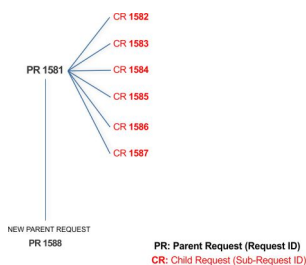 CR 1582
CR 1583
PR 1581
CR 1584
CR 1585
CR 1586
CR 1587
NEW PARENT REQUEST
PR 1588
PR: Parent Request (Request ID)
CR: Child Request (Sub-Request ID)